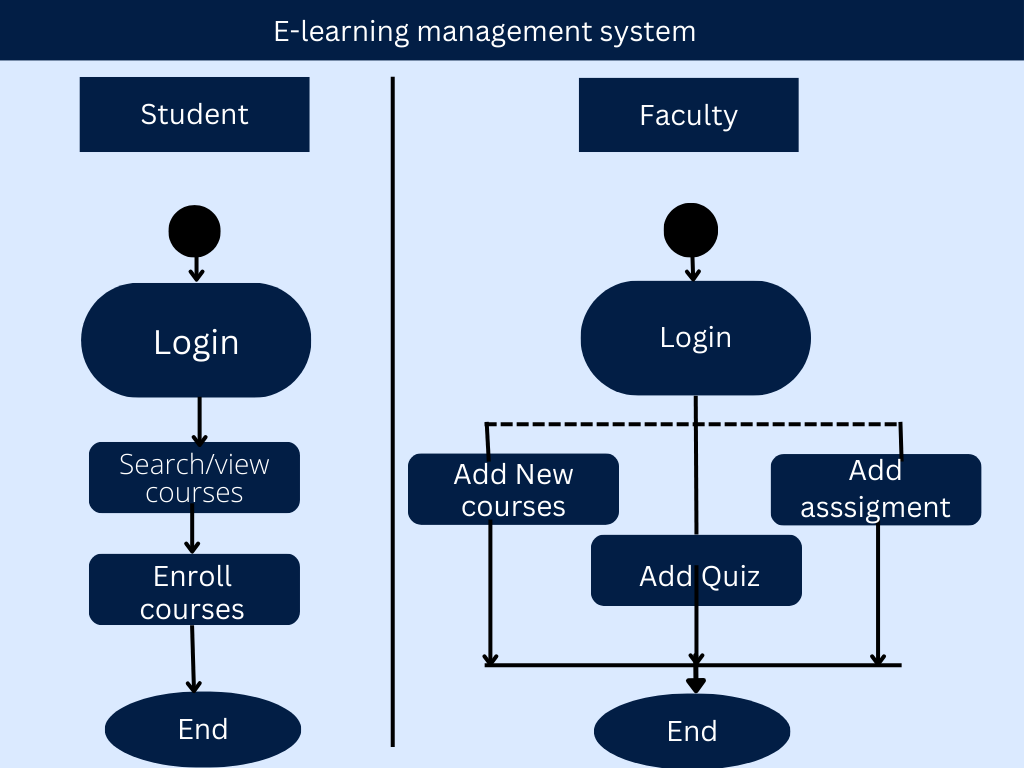 E-learning management system
Student
Faculty
Login
Login
Search/view
courses
Add New
courses
Add
asssigment
Enroll
courses
Add Quiz
End
End